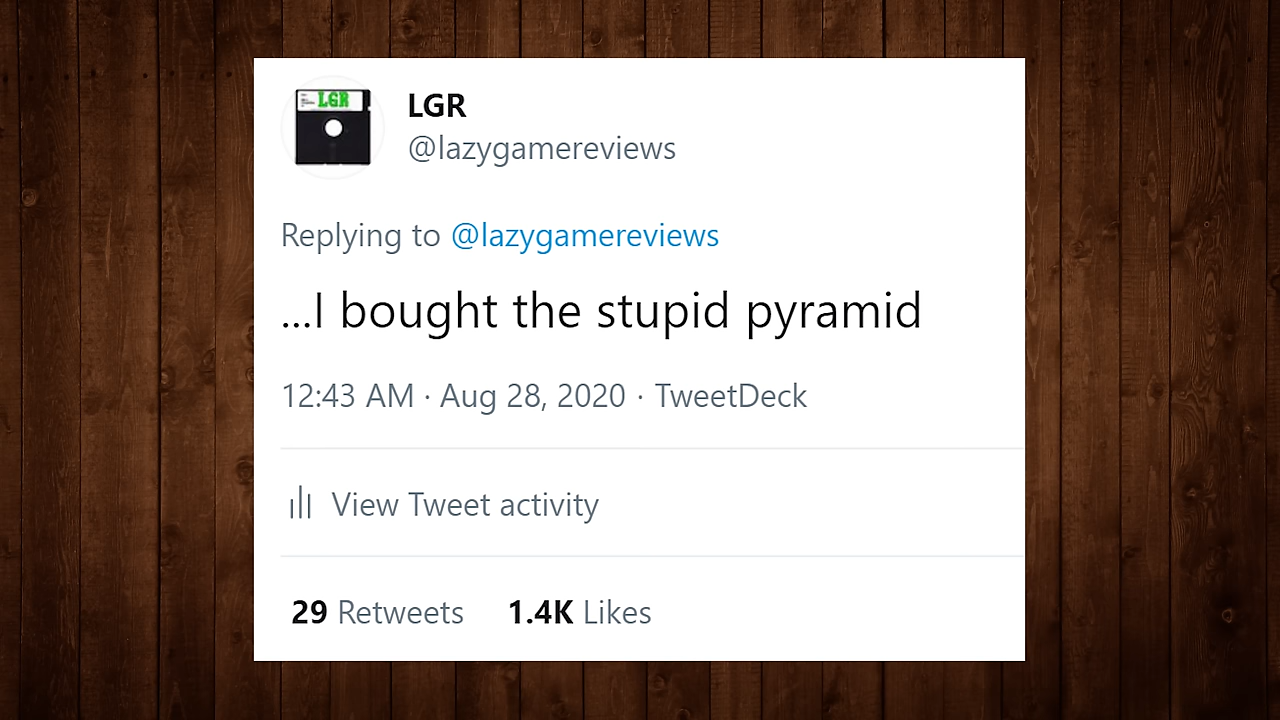 LGR
LGR
@lazygamereviews
Replying to @lazygamereviews
...I bought the stupid pyramid
12:43 AM · Aug 28, 2020 · TweetDeck
View Tweet activity
29 Retweets 1.4K Likes